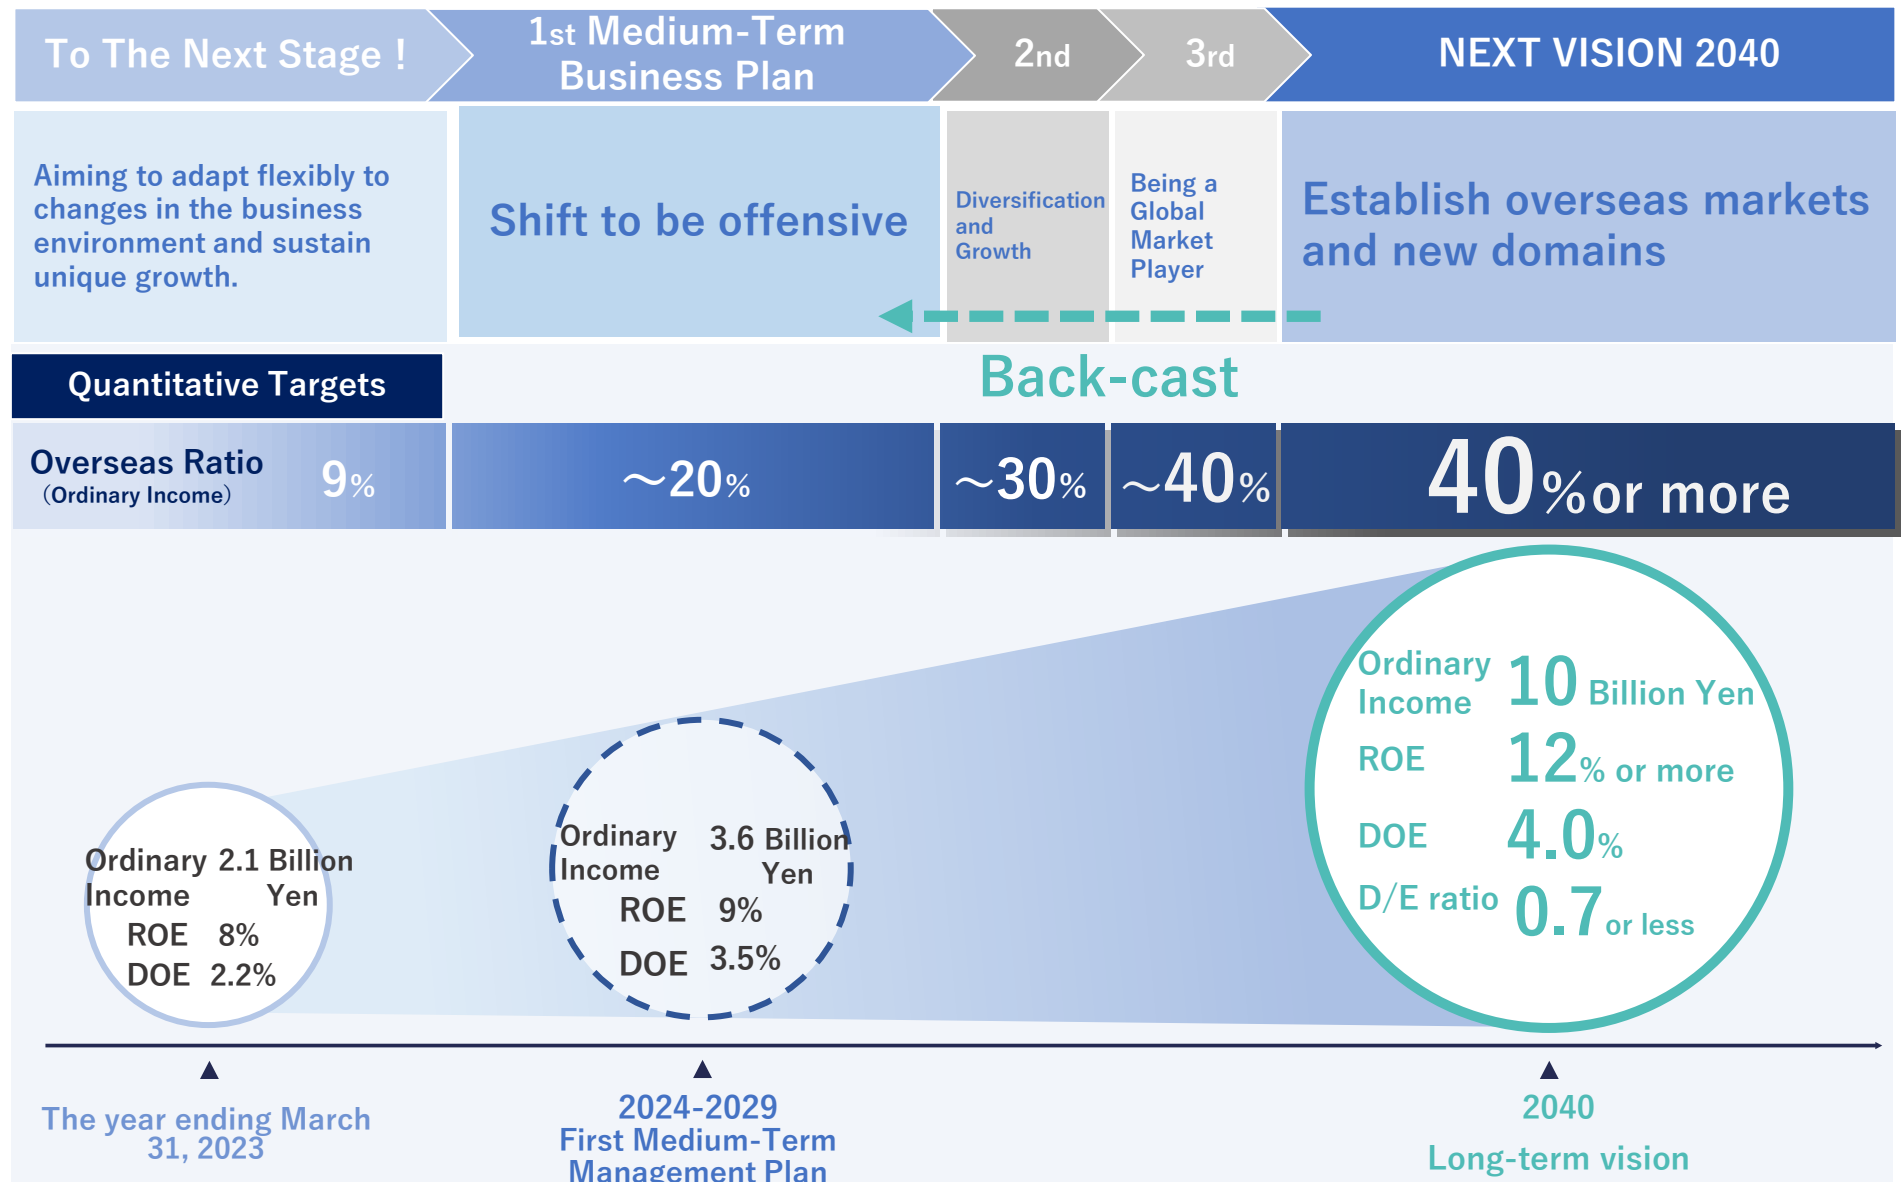 To The Next Stage !
1st Medium-Term
Business Plan
2nd
3rd
NEXT VISION 2040
Aiming to adapt flexibly to
changes in the business
environment and sustain
unique growth.
Shift to be offensive
Diversification
and
Growth
Being a
Global
Market
Player
Establish overseas markets
and new domains
Back-cast
Quantitative Targets
Overseas Ratio
（Ordinary Income）
9%
～20%
～30%
～40%
40%or more
Ordinary 2.1 Billion
Income Yen
ROE 8%
DOE 2.2%
Ordinary 3.6 Billion
Income Yen
ROE 9%
DOE 3.5%
Ordinary
Income 10 Billion Yen
ROE 12% or more
DOE 4.0%
D/E ratio 0.7 or less
The year ending March
31, 2023
2024-2029
First Medium-Term
Management Plan
2040
Long-term vision